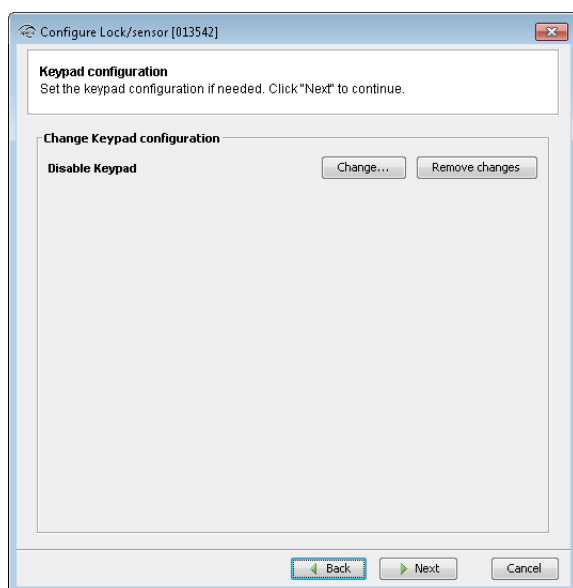 Configure Lock/sensor [013542]
Keypad configuration
Set the keypad configuration if needed. Click "Next" to continue.
Change Keypad configuration
Disable Keypad Change... Remove changes
Back Next Cancel